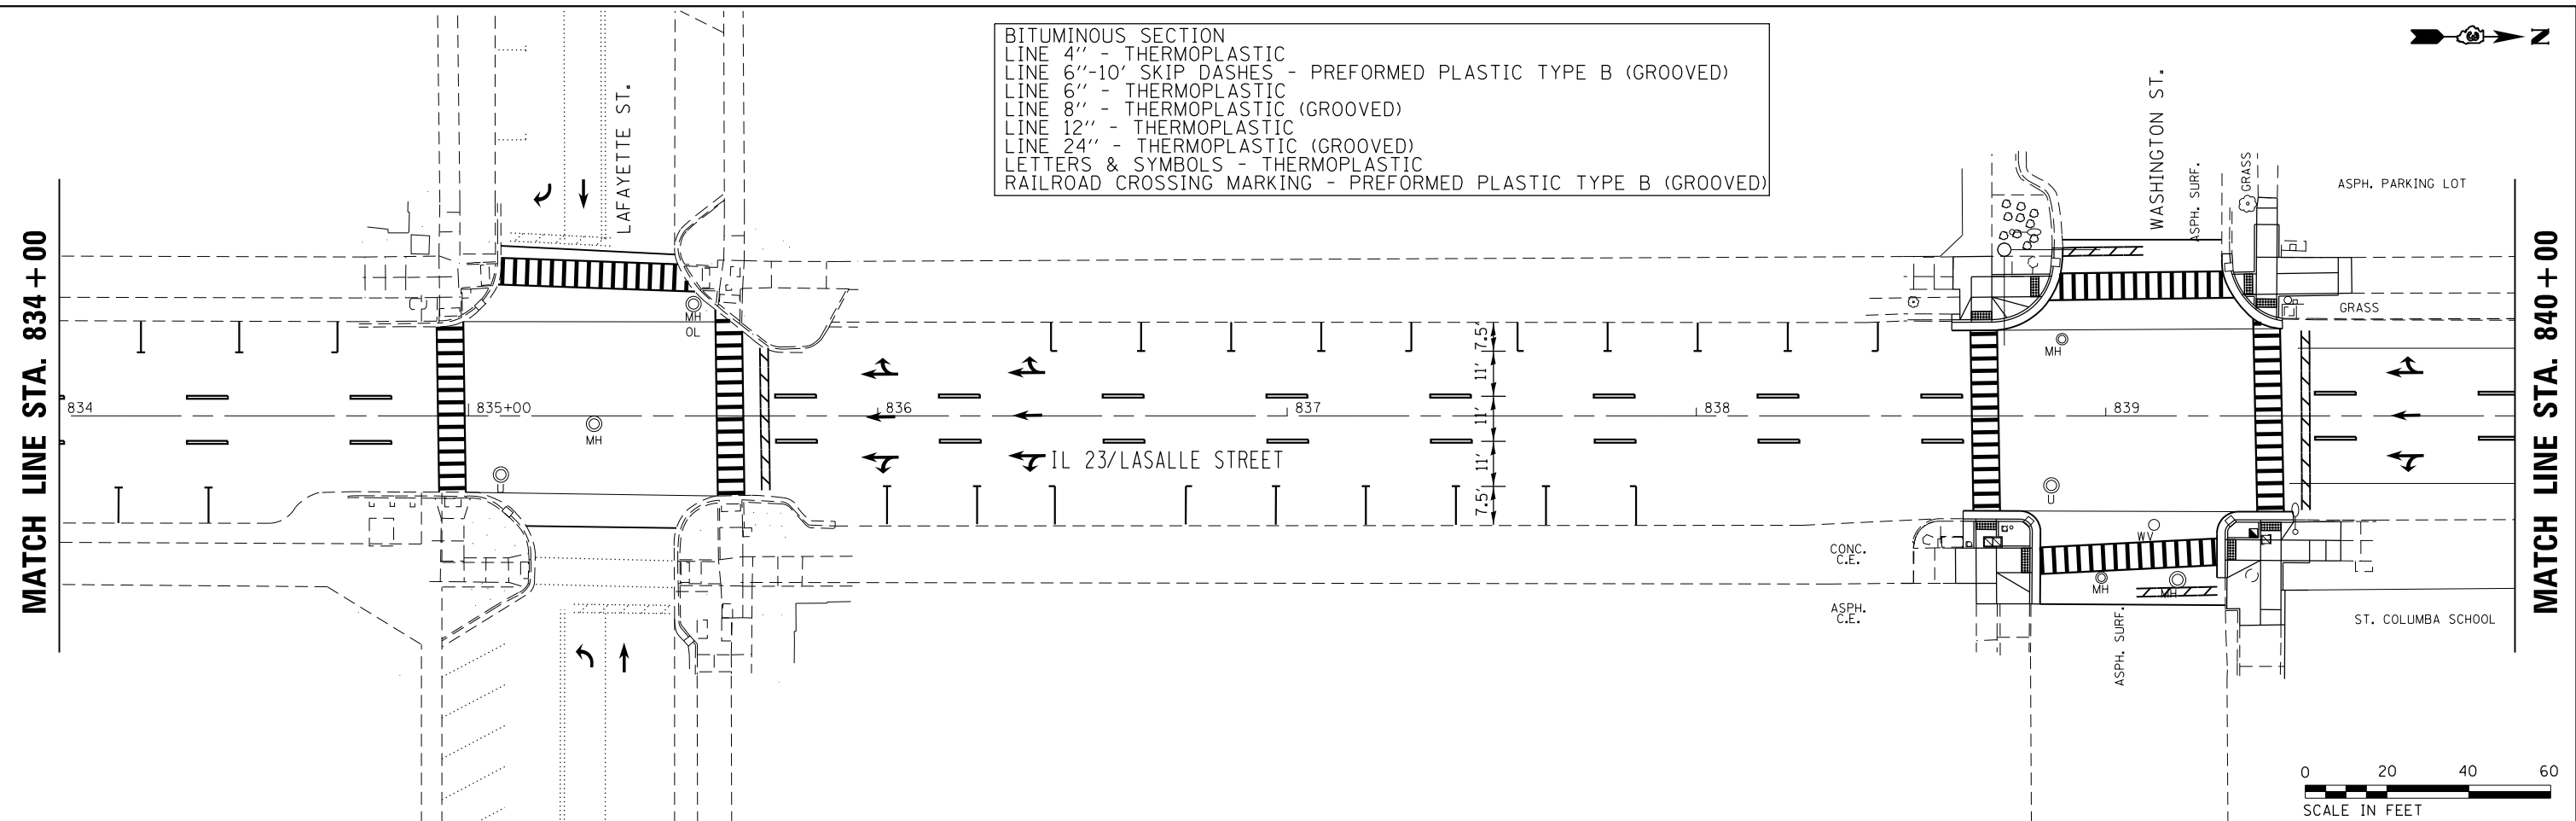 BITUMINOUS SECTION
LINE 4'' - THERMOPLASTIC
LINE 6''-10' SKIP DASHES - PREFORMED PLASTIC TYPE B (GROOVED)
LINE 6'' - THERMOPLASTIC
LINE 8'' - THERMOPLASTIC (GROOVED)
LINE 12'' - THERMOPLASTIC
LINE 24'' - THERMOPLASTIC (GROOVED)
LETTERS & SYMBOLS - THERMOPLASTIC
RAILROAD CROSSING MARKING - PREFORMED PLASTIC TYPE B (GROOVED)
N
3
MATCH LINE STA. 834+00
LAFAYETTE ST.
WASHINGTON ST.
ASPH. SURF.
GRASS
ASPH. PARKING LOT
GRASS
MH
OL
MH
7.5'
11'
11'
11'
7.5'
834
835+00
836
837
838
839
MH
U
IL 23/LASALLE STREET
U
WV
CONC.
C.E.
MH
MH
ASPH.
C.E.
ASPH. SURF.
ST. COLUMBA SCHOOL
MATCH LINE STA. 840+00
0 20 40 60
SCALE IN FEET